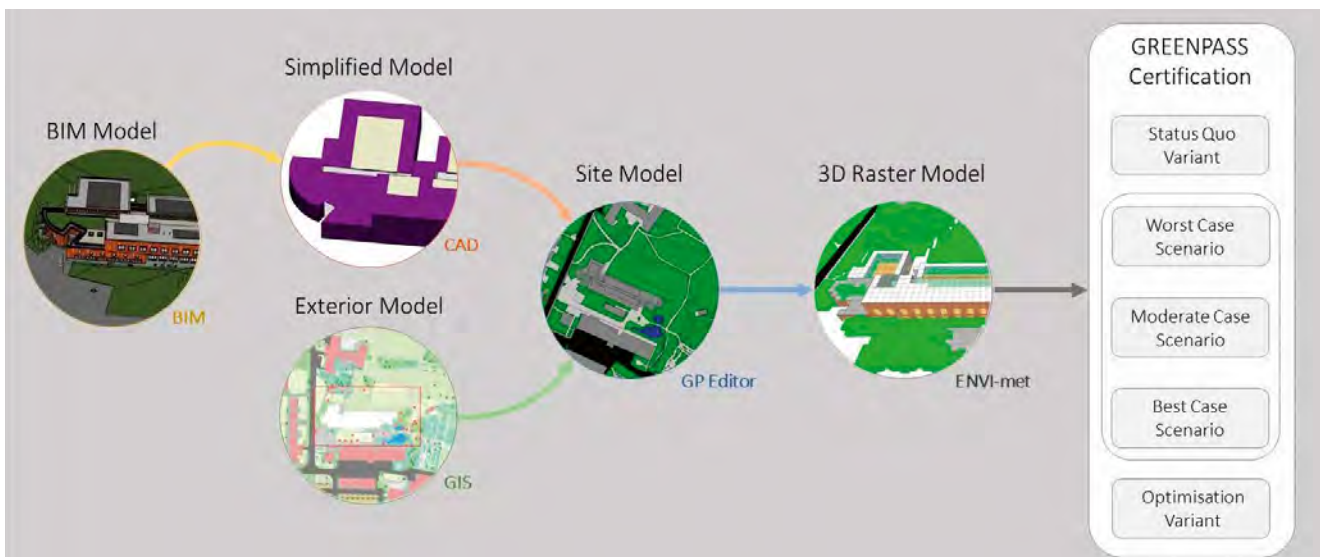 BIM Model
BIM
Simplified Model
CAD
Exterior Model
GIS
Site Model
GP Editor
3D Raster Model
ENVI-met
GREENPASS
Certification
Status Quo
Variant
Worst Case
Scenario
Moderate Case
Scenario
Best Case
Scenario
Optimisation
Variant